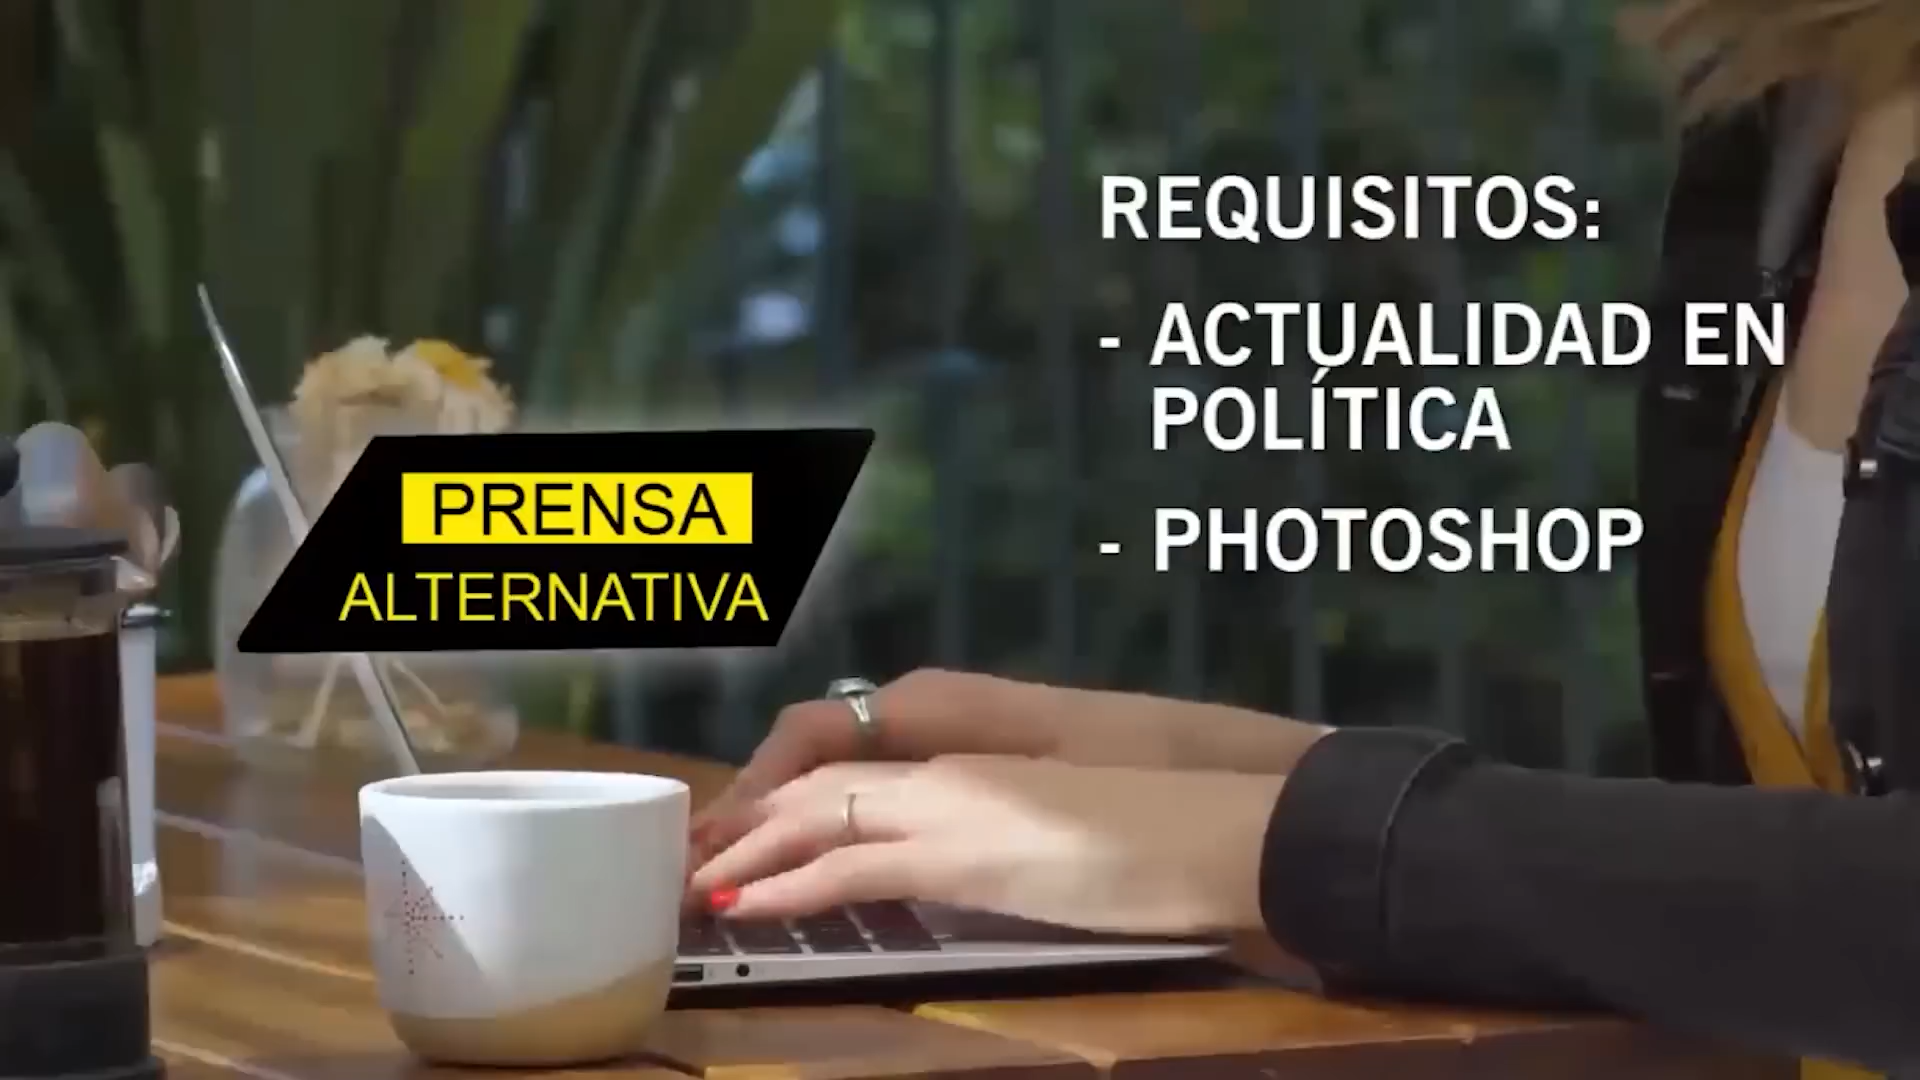 PRENSA
ALTERNATIVA
REQUISITOS:
- ACTUALIDAD EN
POLÍTICA
- PHOTOSHOP